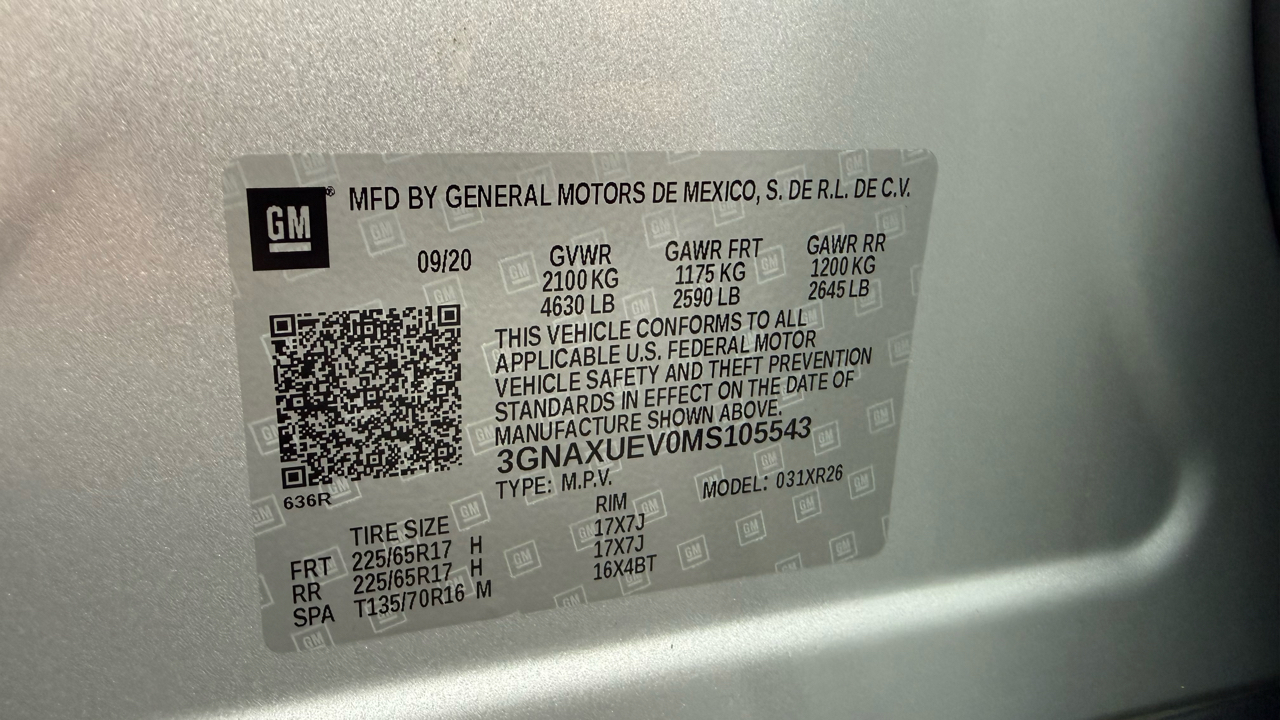 GM ® MFD BY GENERAL MOTORS DE MEXICO, S. DE R.L. DE C.V.
09/20 GVWR GAWR FRT GAWR RR
2100 KG 1175 KG 1200 KG
4630 LB 2590 LB 2645 LB
THIS VEHICLE CONFORMS TO ALL
APPLICABLE U.S. FEDERAL MOTOR
VEHICLE SAFETY AND THEFT PREVENTION
STANDARDS IN EFFECT ON THE DATE OF
MANUFACTURE SHOWN ABOVE.
3GNAXUEV0MS105543
TYPE: M.P.V. MODEL: 031XR26
636R
TIRE SIZE RIM
FRT 225/65R17 H 17X7J
RR 225/65R17 H 17X7J
SPA T135/70R16 M 16X4BT